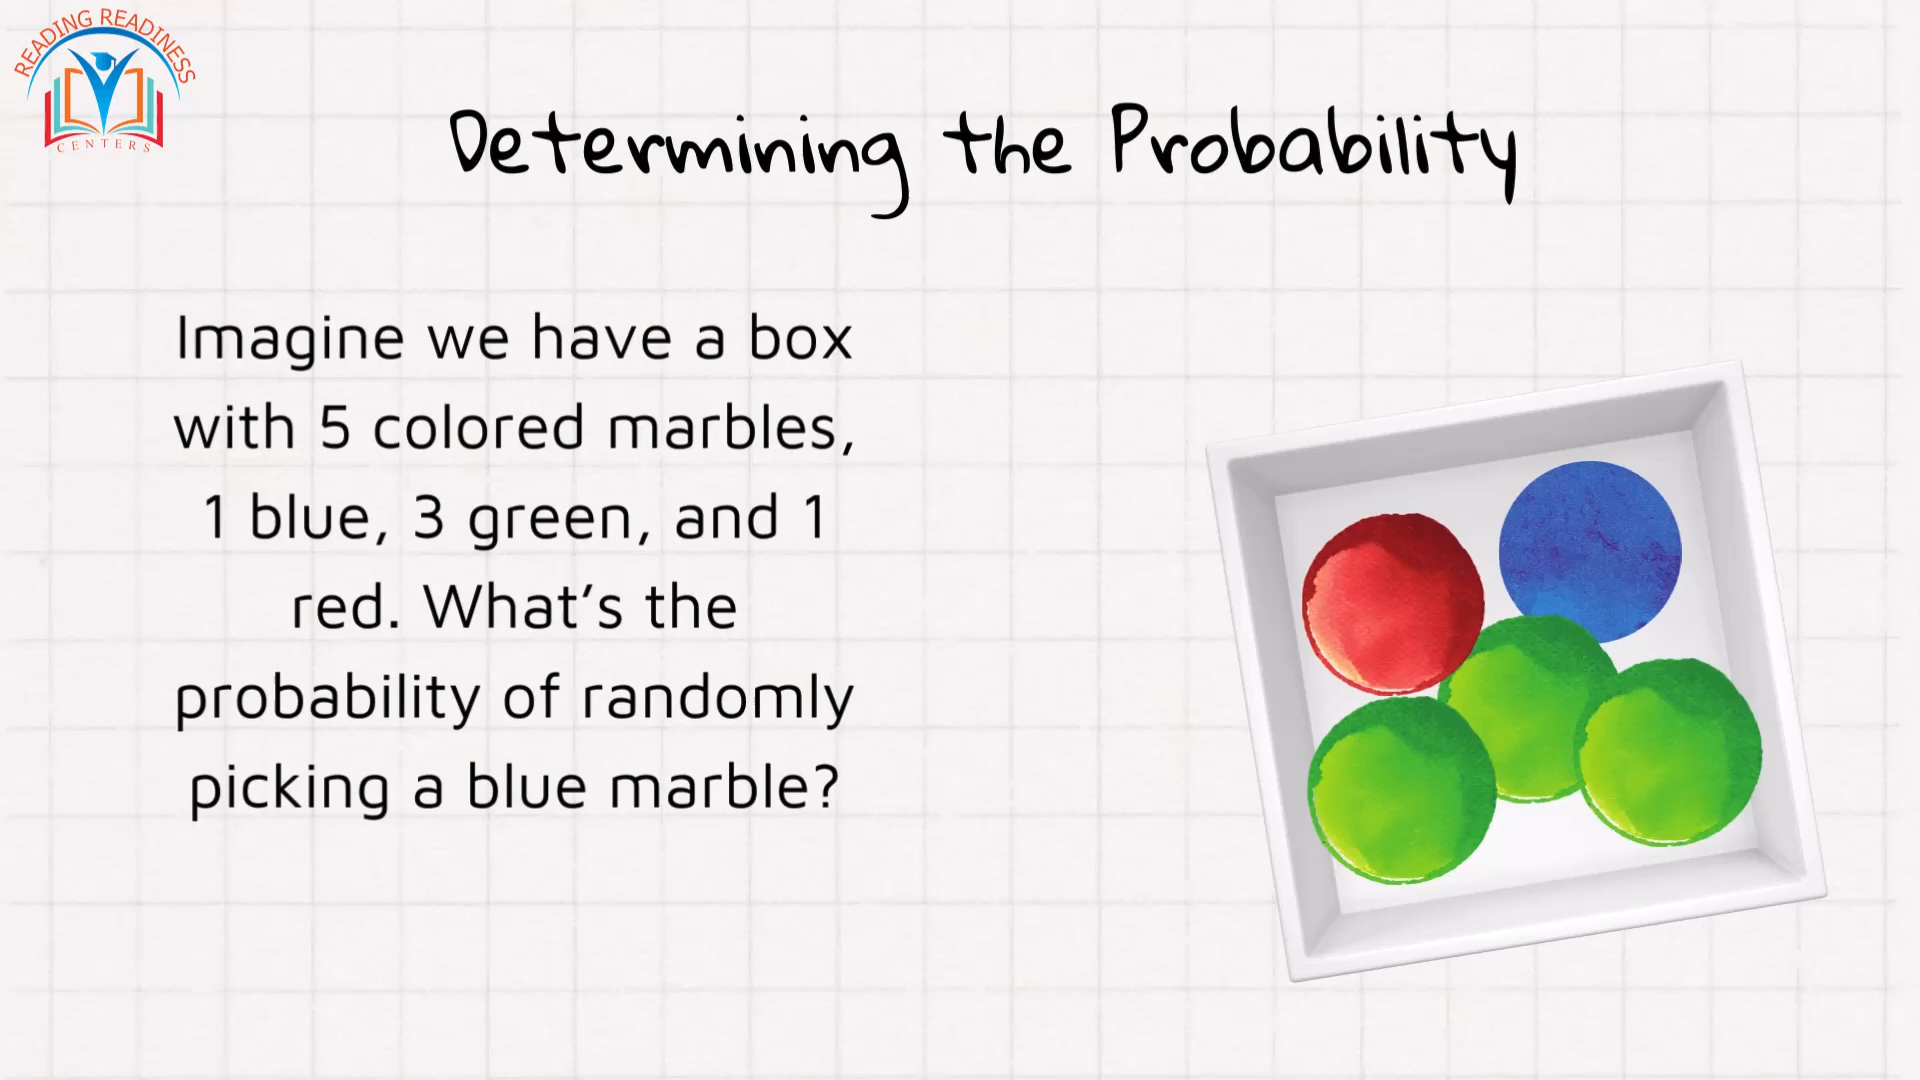 READING READINESS
CENTERS
Determining the Probability
Imagine we have a box
with 5 colored marbles,
1 blue, 3 green, and 1
red. What’s the
probability of randomly
picking a blue marble?